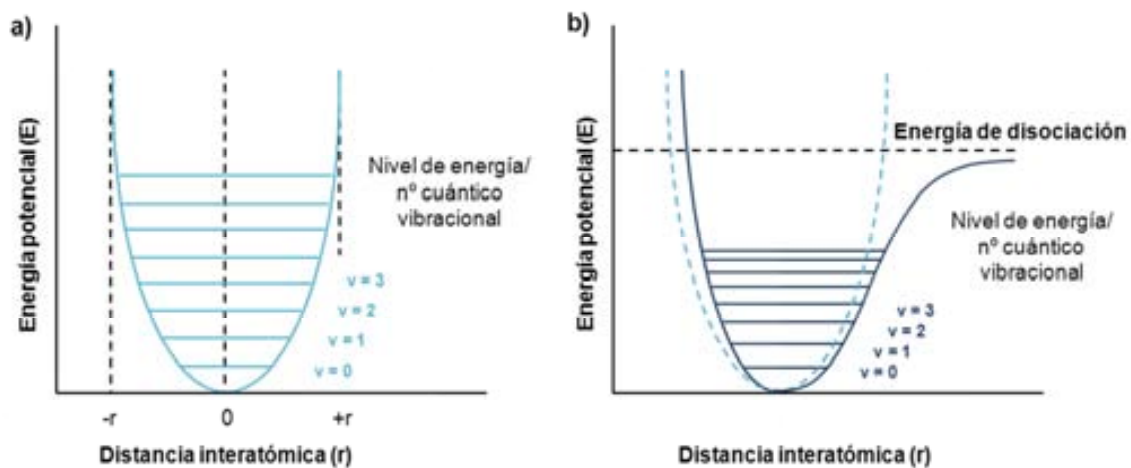 a)
Energía potencial (E)
Nivel de energía/
nº cuántico
vibracional
v = 3
v = 2
v = 1
v = 0
-r
0
+r
Distancia interatómica (r)
b)
Energía potencial (E)
Energía de disociación
Nivel de energía/
nº cuántico
vibracional
v = 3
v = 2
v = 1
v = 0
Distancia interatómica (r)